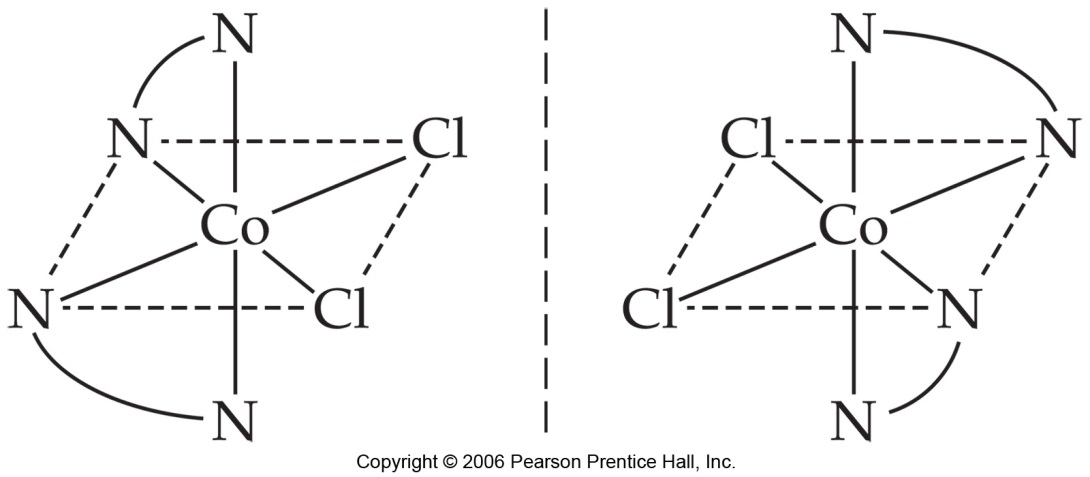 N N
N Cl Cl N
Co Co
N Cl Cl N
N N
Copyright © 2006 Pearson Prentice Hall, Inc.